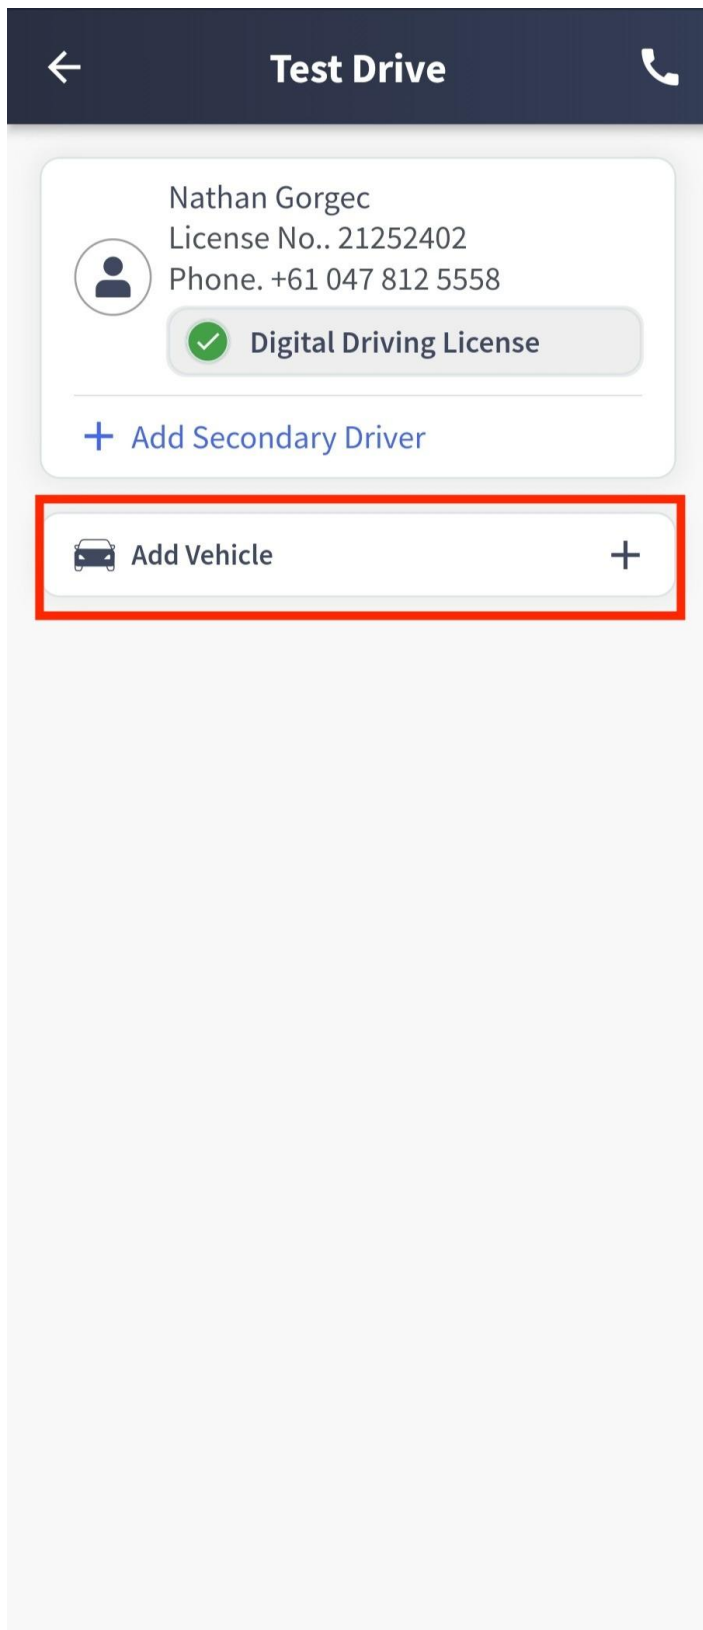 Test Drive
Nathan Gorgec
License No.. 21252402
Phone. +61 047 812 5558
Digital Driving License
+ Add Secondary Driver
Add Vehicle +